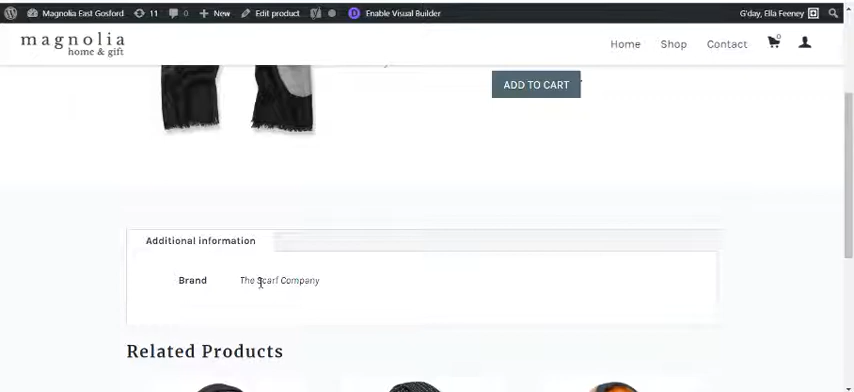 Magnolia East Gosford 11 0 New Edit product Enable Visual Builder G'day, Ella Feeney
magnolia
home & gift
Home Shop Contact 0
ADD TO CART
Additional information
Brand The Scarf Company
Related Products